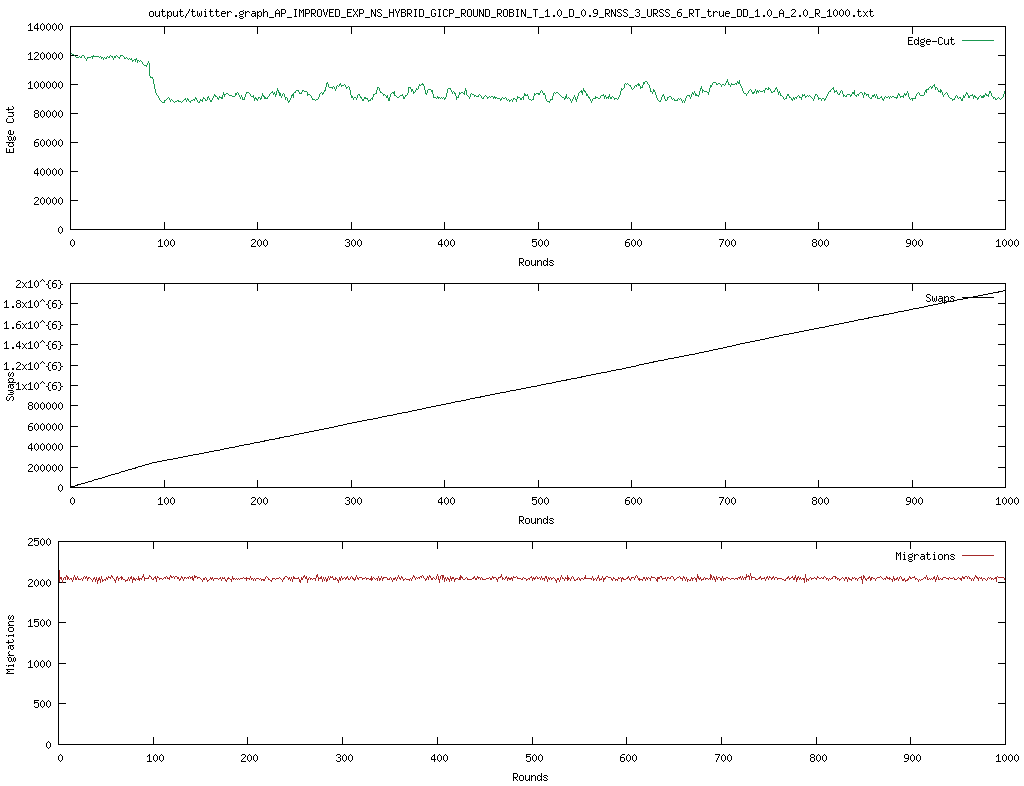 output/twitter.graph_AP_IMPROVED_EXP_NS_HYBRID_GICP_ROUND_ROBIN_T_1.0_D_0.9_RNSS_3_URSS_6_RT_true_DD_1.0_A_2.0_R_1000.txt
140000
Edge-Cut
120000
100000
80000
Edge Cut
60000
40000
20000
0
0 100 200 300 400 500 600 700 800 900 1000
Rounds
2x10^{6}
Swaps
1.8x10^{6}
1.6x10^{6}
1.4x10^{6}
1.2x10^{6}
Swaps
1x10^{6}
800000
600000
400000
200000
0
0 100 200 300 400 500 600 700 800 900 1000
Rounds
2500
Migrations
2000
1500
Migrations
1000
500
0
0 100 200 300 400 500 600 700 800 900 1000
Rounds